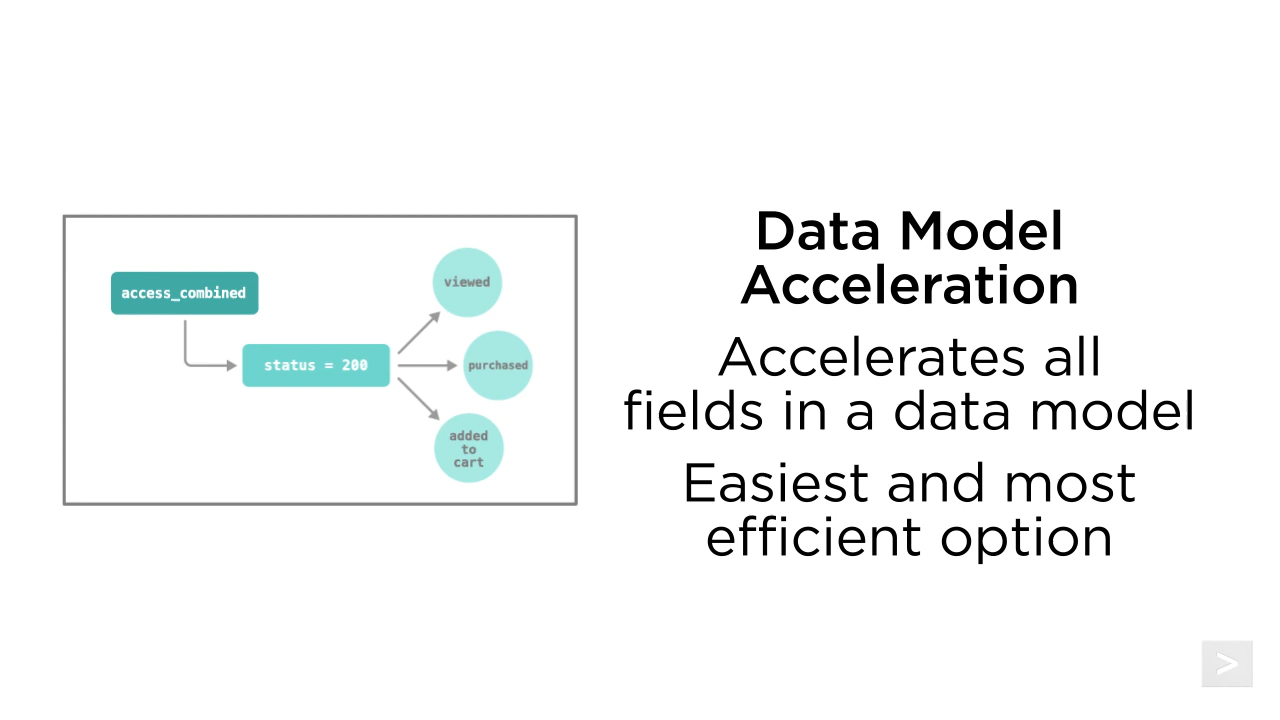 access_combined
status = 200
viewed
purchased
added
to
cart
Data Model
Acceleration
Accelerates all
fields in a data model
Easiest and most
efficient option
>